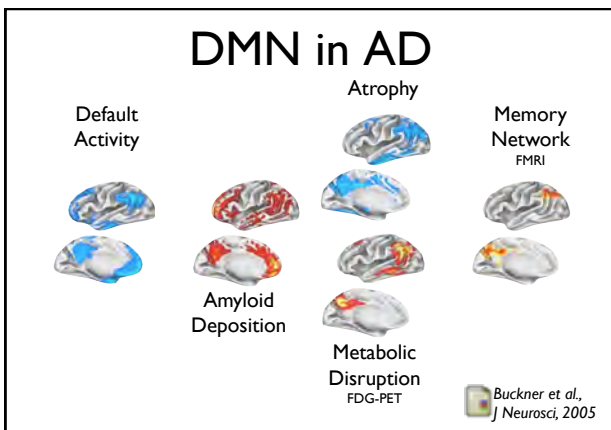 DMN in AD
Default
Activity
Amyloid
Deposition
Atrophy
Metabolic
Disruption
FDG-PET
Memory
Network
FMRI
Buckner et al.,
J Neurosci, 2005